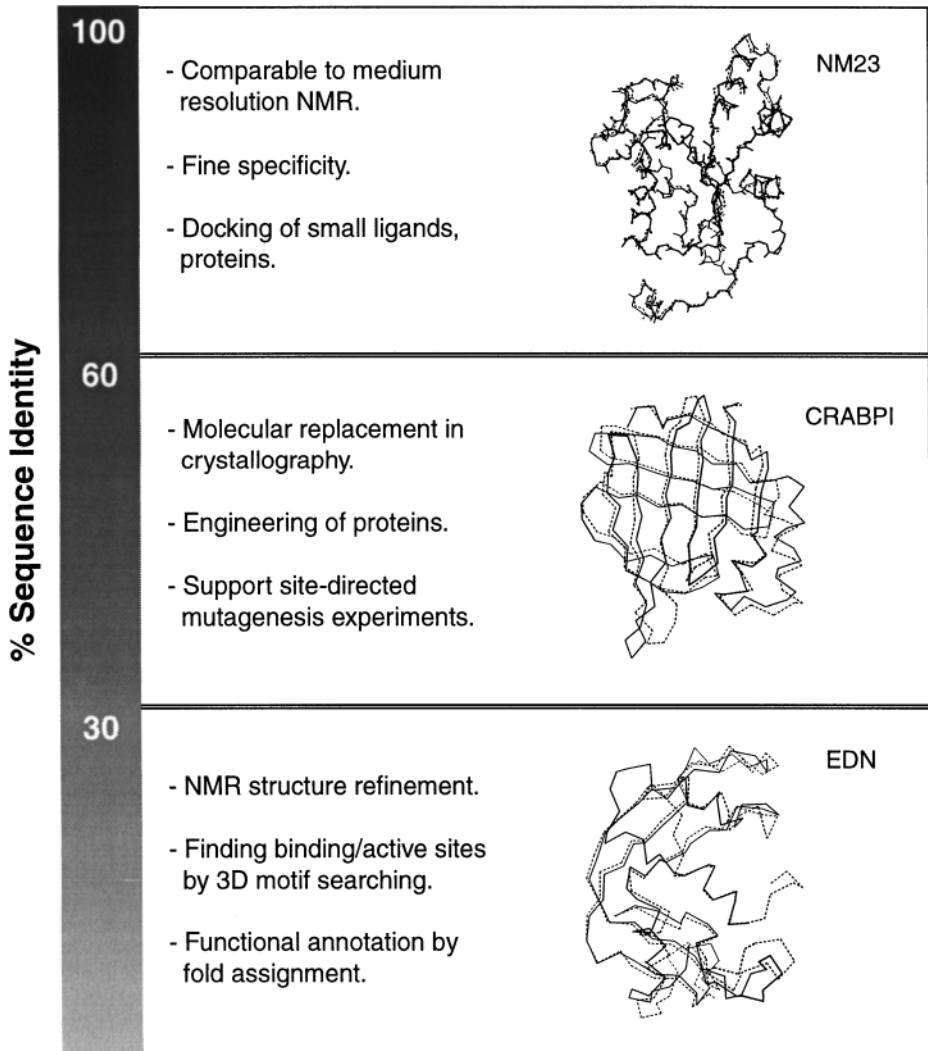 % Sequence Identity
100
- Comparable to medium
resolution NMR.
- Fine specificity.
- Docking of small ligands,
proteins.
NM23
60
- Molecular replacement in
crystallography.
- Engineering of proteins.
- Support site-directed
mutagenesis experiments.
CRABPI
30
- NMR structure refinement.
- Finding binding/active sites
by 3D motif searching.
- Functional annotation by
fold assignment.
EDN